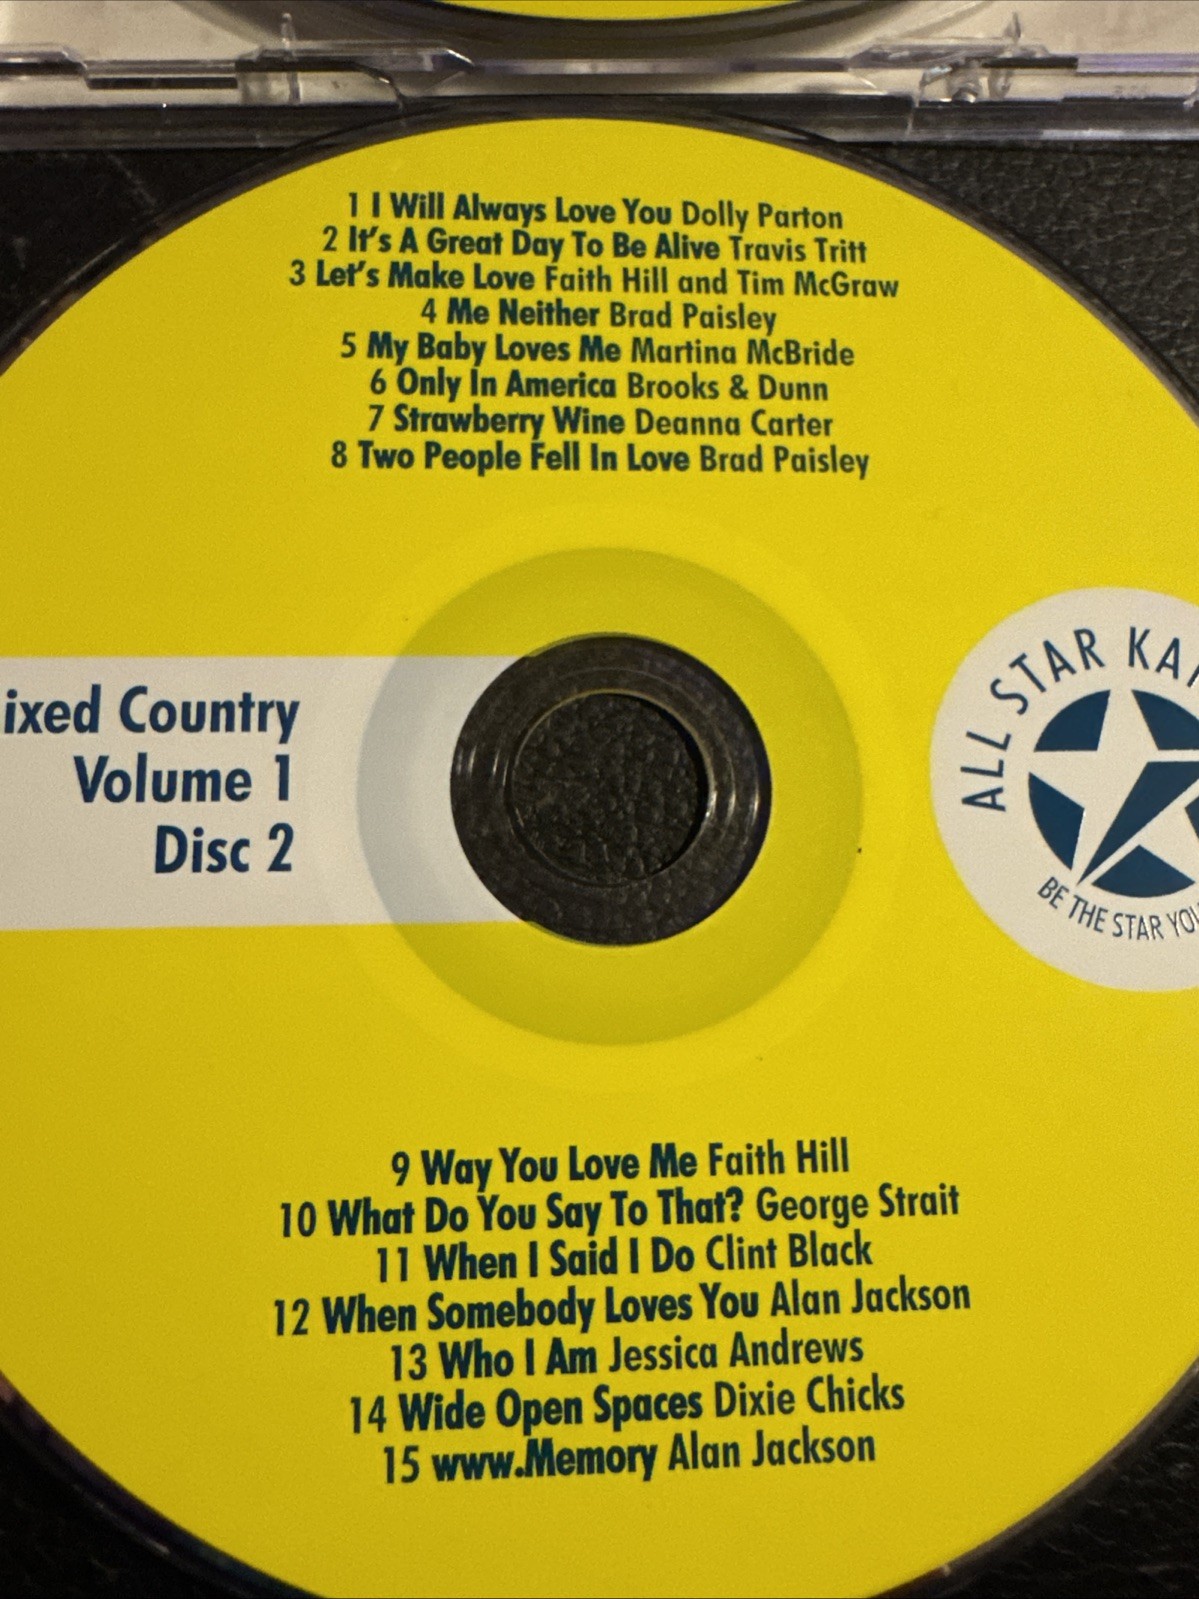 1 I Will Always Love You Dolly Parton
2 It's A Great Day To Be Alive Travis Tritt
3 Let's Make Love Faith Hill and Tim McGraw
4 Me Neither Brad Paisley
5 My Baby Loves Me Martina McBride
6 Only In America Brooks & Dunn
7 Strawberry Wine Deanna Carter
8 Two People Fell In Love Brad Paisley
ixed Country
Volume 1
Disc 2
ALL STAR KA
BE THE STAR YOU
9 Way You Love Me Faith Hill
10 What Do You Say To That? George Strait
11 When I Said I Do Clint Black
12 When Somebody Loves You Alan Jackson
13 Who I Am Jessica Andrews
14 Wide Open Spaces Dixie Chicks
15 www.Memory Alan Jackson